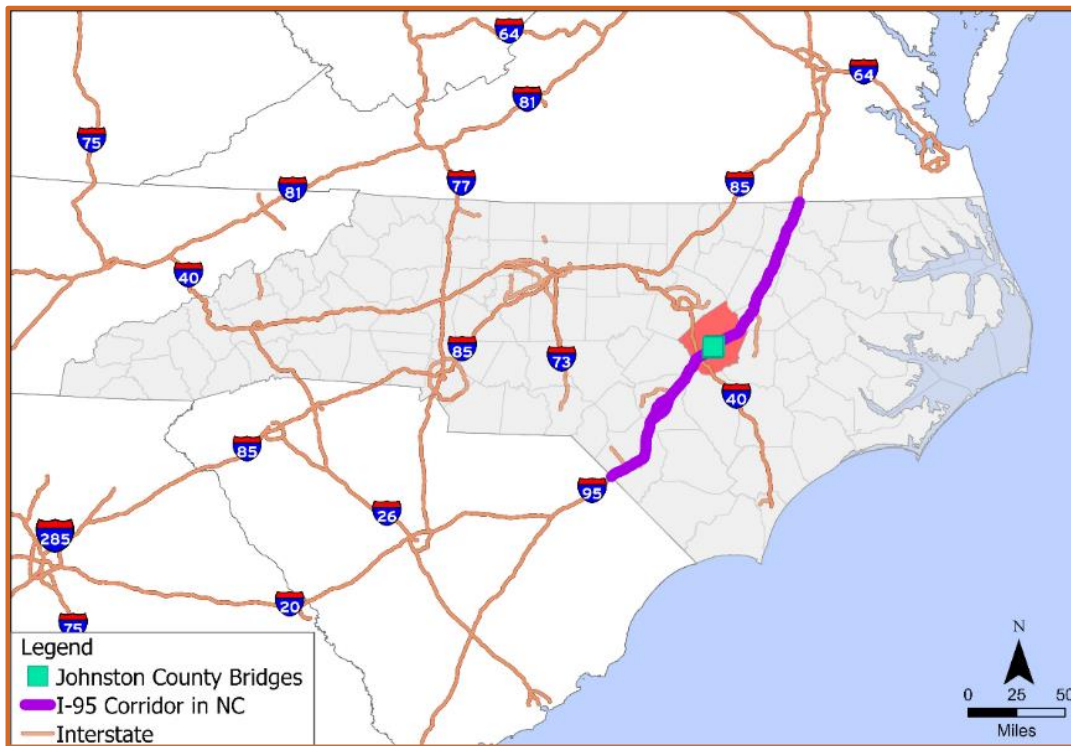 64
64
81
75
77
85
81
40
85
73
40
85
95
26
285
20
75
Legend
Johnston County Bridges
I-95 Corridor in NC
Interstate
N
0 25 50
Miles